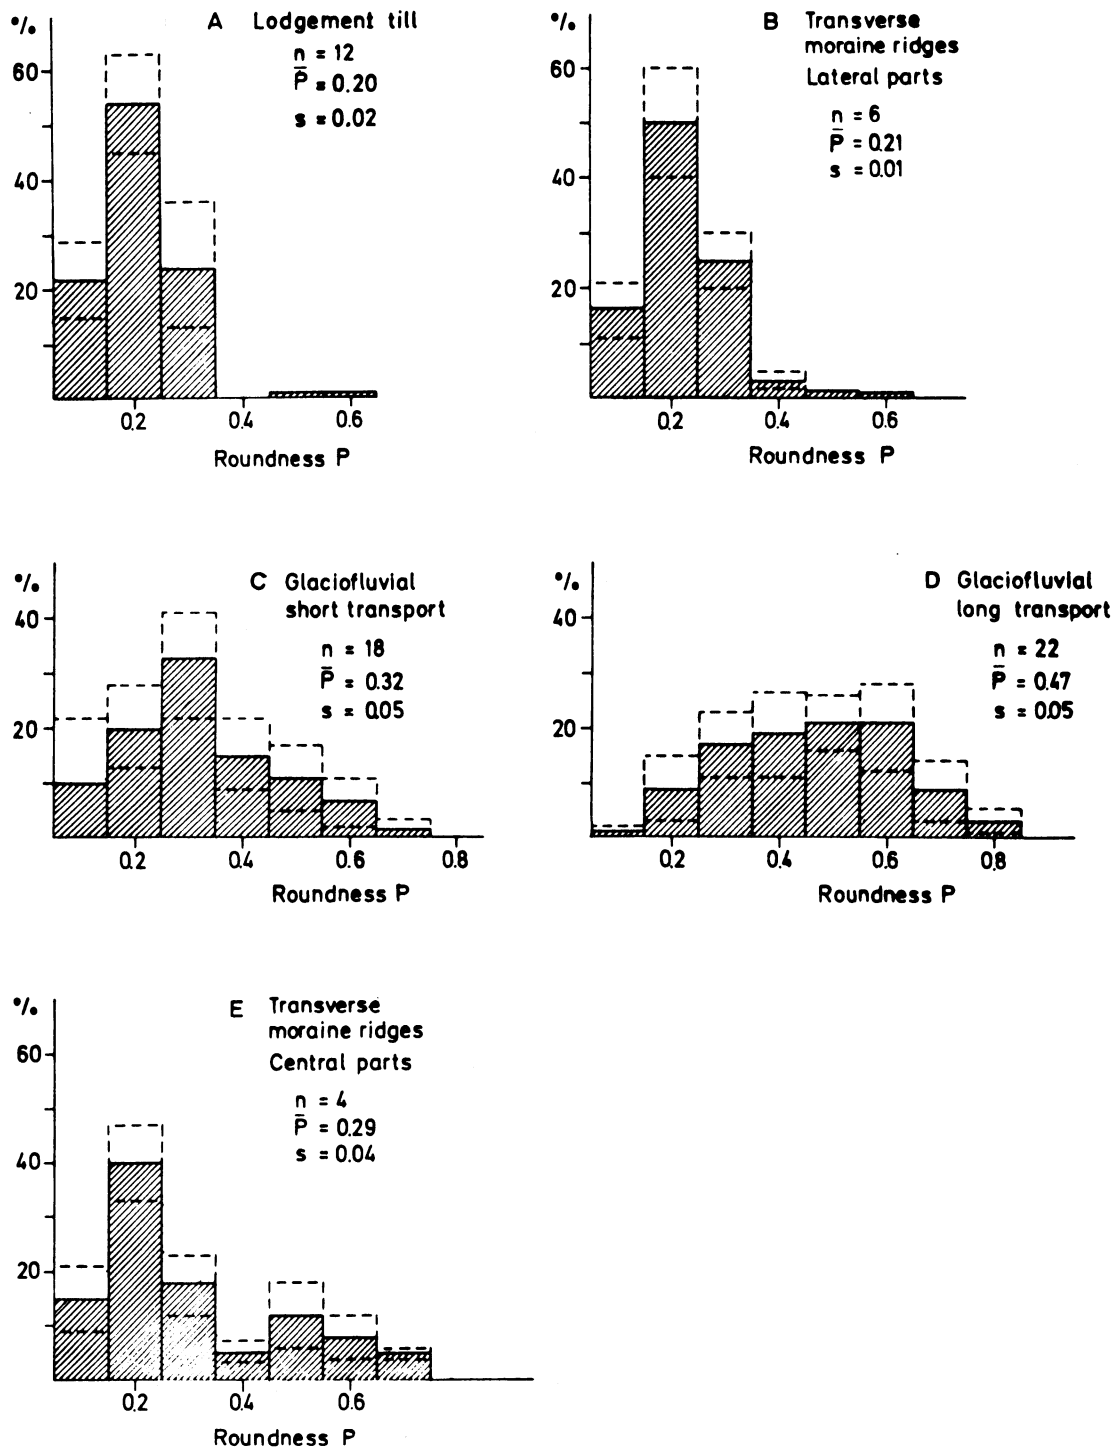 %
60
40
20
A Lodgement till
n = 12
P̄ = 0.20
s = 0.02
0.2 0.4 0.6
Roundness P
%
60
40
20
B Transverse
moraine ridges
Lateral parts
n = 6
P̄ = 0.21
s = 0.01
0.2 0.4 0.6
Roundness P
%
40
20
C Glaciofluvial
short transport
n = 18
P̄ = 0.32
s = 0.05
0.2 0.4 0.6 0.8
Roundness P
%
40
20
D Glaciofluvial
long transport
n = 22
P̄ = 0.47
s = 0.05
0.2 0.4 0.6 0.8
Roundness P
%
60
40
20
E Transverse
moraine ridges
Central parts
n = 4
P̄ = 0.29
s = 0.04
0.2 0.4 0.6
Roundness P